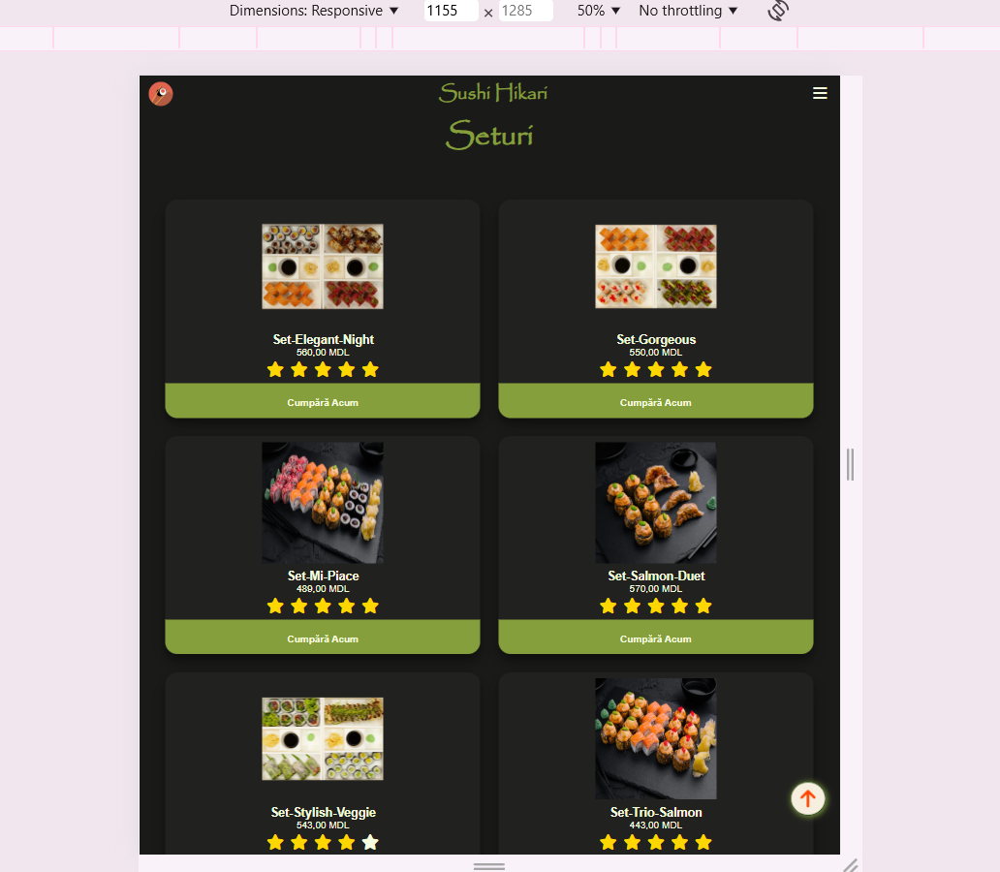 Dimensions: Responsive ▼ 1155 × 1285 50% ▼ No throttling ▼
Sushi Hikari
Seturi
Set-Elegant-Night
560,00 MDL
Cumpără Acum
Set-Gorgeous
550,00 MDL
Cumpără Acum
Set-Mi-Piace
489,00 MDL
Cumpără Acum
Set-Salmon-Duet
570,00 MDL
Cumpără Acum
Set-Stylish-Veggie
543,00 MDL
Set-Trio-Salmon
443,00 MDL